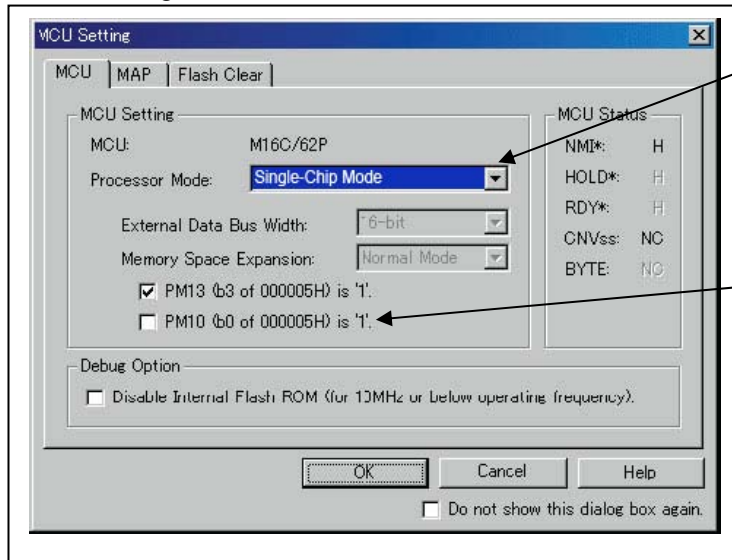 MCU Setting
MCU MAP Flash Clear
MCU Setting
MCU: M16C/62P
Processor Mode: Single-Chip Mode
External Data Bus Width: 16-bit
Memory Space Expansion: Normal Mode
PM13 (b3 of 000005H) is '1'.
PM10 (b0 of 000005H) is '1'.
MCU Status
NMI*: H
HOLD*: H
RDY*: H
CNVss: NC
BYTE: NC
Debug Option
Disable Internal Flash ROM (for 10MHz or below operating frequency).
OK Cancel Help
Do not show this dialog box again.